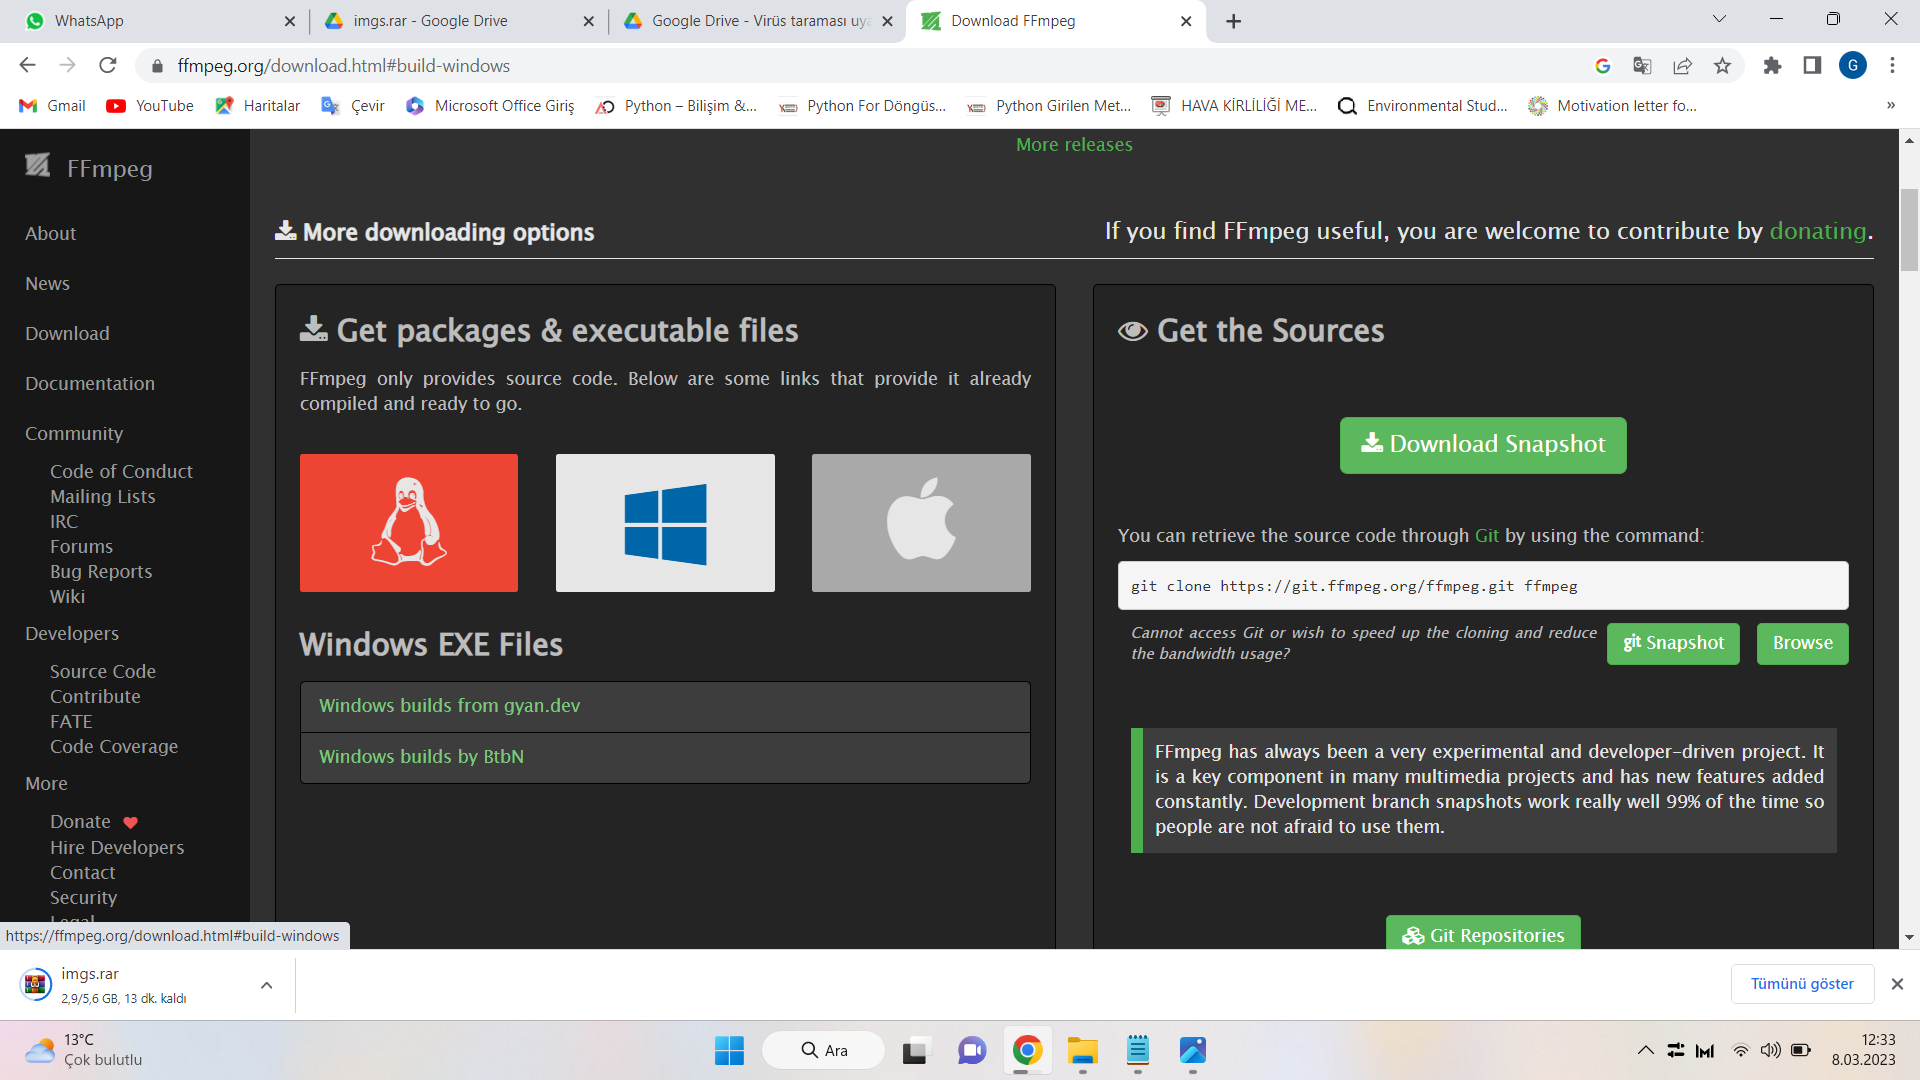 WhatsApp
imgs.rar - Google Drive
Google Drive - Virüs taraması uya
Download FFmpeg
ffmpeg.org/download.html#build-windows
G
Gmail
YouTube
Haritalar
Çevir
Microsoft Office Giriş
Python – Bilişim &...
Python For Döngüs...
Python Girilen Met...
HAVA KİRLİLİĞİ ME...
Environmental Stud...
Motivation letter fo...
»
FFmpeg
About
News
Download
Documentation
Community
Code of Conduct
Mailing Lists
IRC
Forums
Bug Reports
Wiki
Developers
Source Code
Contribute
FATE
Code Coverage
More
Donate
Hire Developers
Contact
Security
Legal
More releases
More downloading options
If you find FFmpeg useful, you are welcome to contribute by donating.
Get packages & executable files
FFmpeg only provides source code. Below are some links that provide it already
compiled and ready to go.
Windows EXE Files
Windows builds from gyan.dev
Windows builds by BtbN
Get the Sources
Download Snapshot
You can retrieve the source code through Git by using the command:
git clone https://git.ffmpeg.org/ffmpeg.git ffmpeg
Cannot access Git or wish to speed up the cloning and reduce
the bandwidth usage?
git Snapshot
Browse
FFmpeg has always been a very experimental and developer-driven project. It
is a key component in many multimedia projects and has new features added
constantly. Development branch snapshots work really well 99% of the time so
people are not afraid to use them.
Git Repositories
https://ffmpeg.org/download.html#build-windows
imgs.rar
2,9/5,6 GB, 13 dk. kaldı
Tümünü göster
13°C
Çok bulutlu
Ara
12:33
8.03.2023